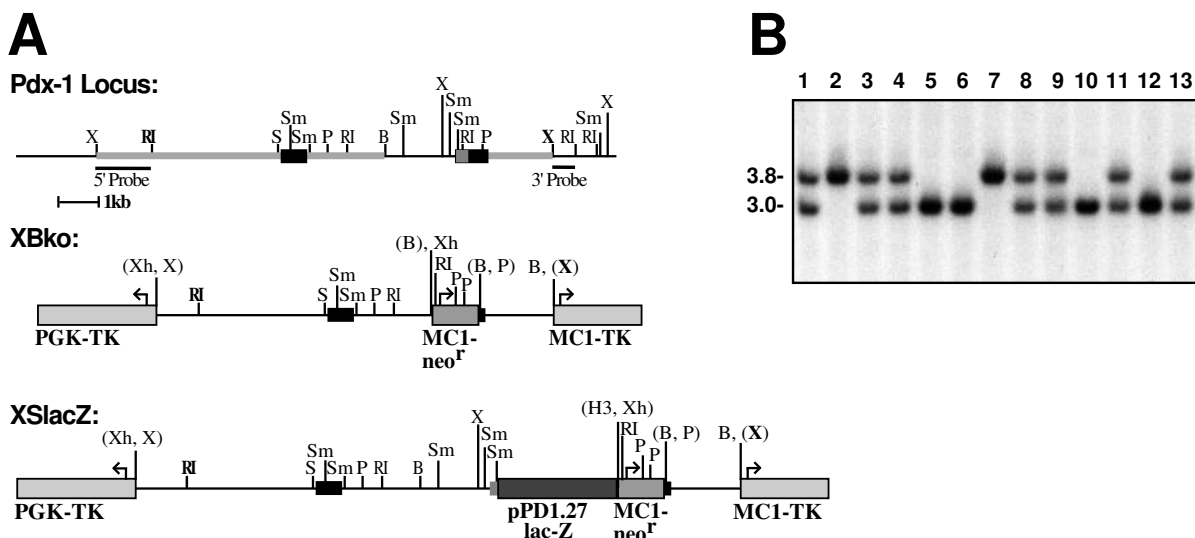 A
B
Pdx-1 Locus:
X
RI
S
Sm
Sm
P
RI
B
Sm
X
Sm
Sm
RI
P
X
RI
RI
Sm
X
5' Probe
3' Probe
1kb
XBko:
(Xh, X)
RI
S
Sm
Sm
P
RI
(B), Xh
RI
P
P
(B, P)
B, (X)
PGK-TK
MC1-
neor
MC1-TK
XSlacZ:
(Xh, X)
RI
S
Sm
Sm
P
RI
B
Sm
X
Sm
Sm
(H3, Xh)
RI
P
P
(B, P)
B, (X)
PGK-TK
pPD1.27
lac-Z
MC1-
neor
MC1-TK
1 2 3 4 5 6 7 8 9 10 11 12 13
3.8-
3.0-